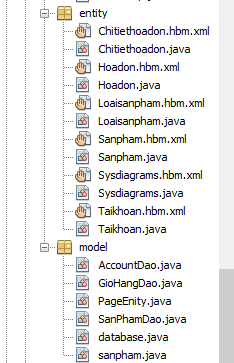 entity
Chitiethoadon.hbm.xml
Chitiethoadon.java
Hoadon.hbm.xml
Hoadon.java
Loaisanpham.hbm.xml
Loaisanpham.java
Sanpham.hbm.xml
Sanpham.java
Sysdiagrams.hbm.xml
Sysdiagrams.java
Taikhoan.hbm.xml
Taikhoan.java
model
AccountDao.java
GioHangDao.java
PageEnity.java
SanPhamDao.java
database.java
sanpham.java